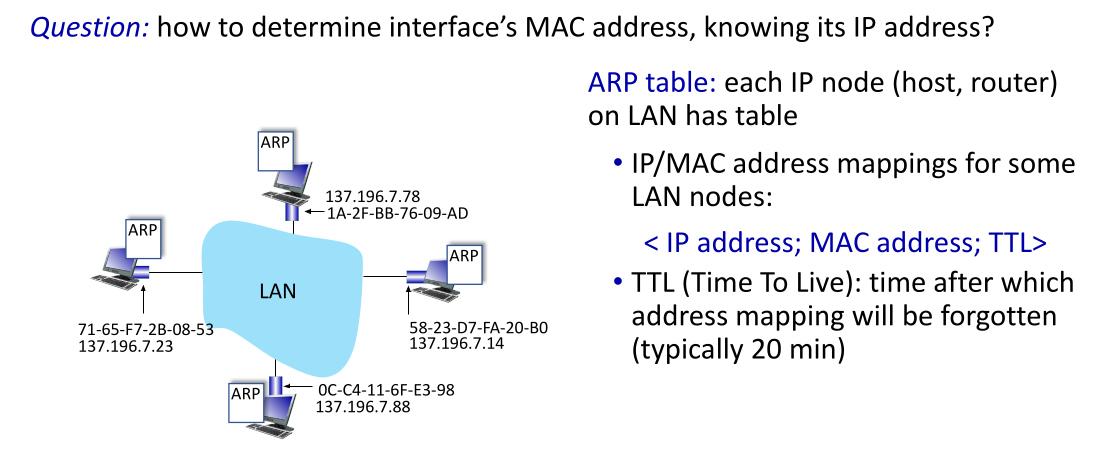 Question: how to determine interface's MAC address, knowing its IP address?
ARP table: each IP node (host, router)
on LAN has table
• IP/MAC address mappings for some
LAN nodes:
< IP address; MAC address; TTL>
• TTL (Time To Live): time after which
address mapping will be forgotten
(typically 20 min)
ARP
137.196.7.78
1A-2F-BB-76-09-AD
ARP
ARP
LAN
71-65-F7-2B-08-53
137.196.7.23
58-23-D7-FA-20-B0
137.196.7.14
ARP
0C-C4-11-6F-E3-98
137.196.7.88